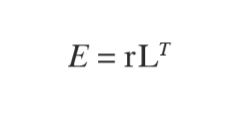 E = rL^T